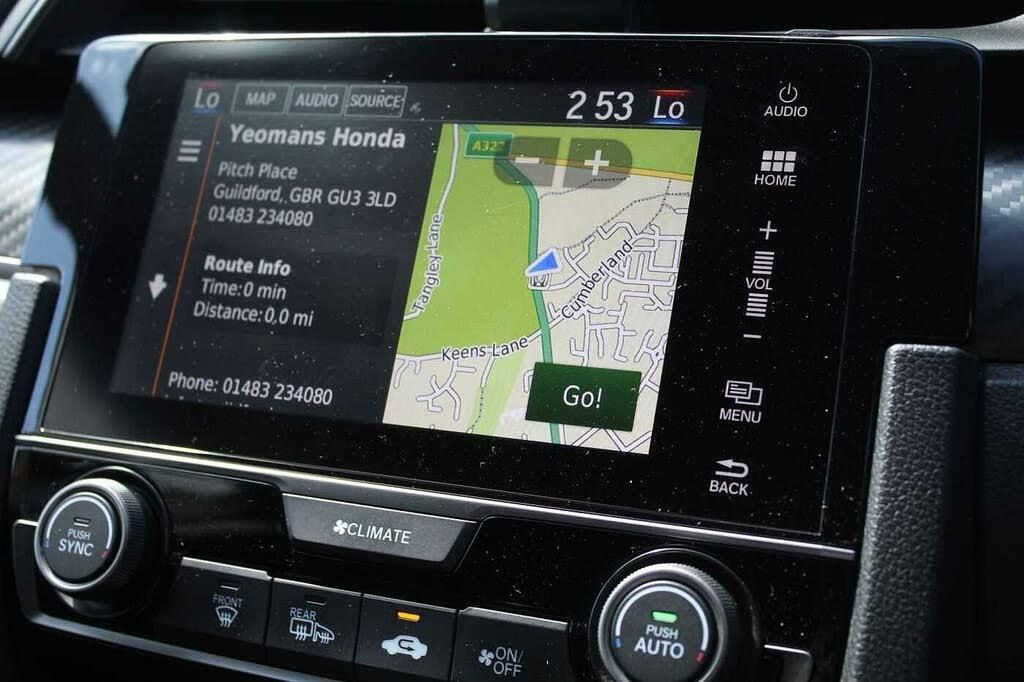 Lo MAP AUDIO SOURCE 2 53 Lo
Yeomans Honda
Pitch Place
Guildford, GBR GU3 3LD
01483 234080
Route Info
Time:0 min
Distance:0.0 mi
Phone: 01483 234080
Tangley Lane
Keens Lane
Cumberland
− +
Go!
AUDIO
HOME
+
VOL
−
MENU
BACK
PUSH
SYNC
CLIMATE
FRONT
REAR
ON/
OFF
PUSH
AUTO